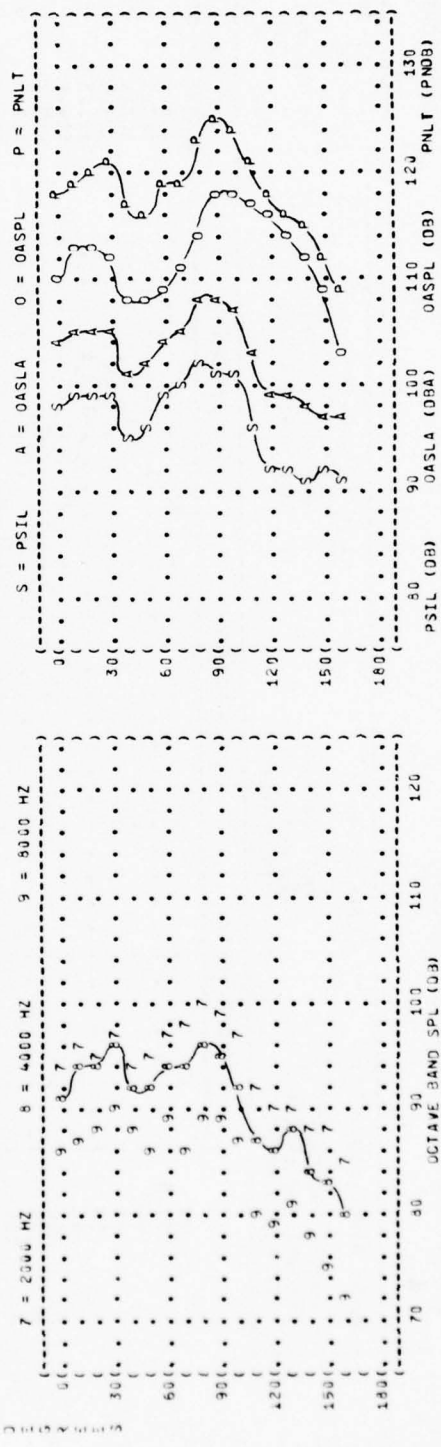 DEGREES
7 = 2000 HZ 8 = 4000 HZ 9 = 8000 HZ
0
30
60
90
120
150
180
70 80 90 100 110 120
OCTAVE BAND SPL (DB)
S = PSIL A = OASLA O = OASPL P = PNLT
0
30
60
90
120
150
180
80 90 100 110 120 130
PSIL (DB) OASLA (DBA) OASPL (DB) PNLT (PNDB)